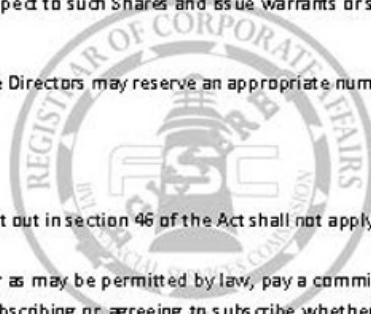 pect to such Shares and issue warrants or s
REGISTRAR OF CORPORATE AFFAIRS
e Directors may reserve an appropriate num
FSC
t out in section 46 of the Act shall not apply
r as may be permitted by law, pay a commi
bscribing or agreeing to subscribe whether